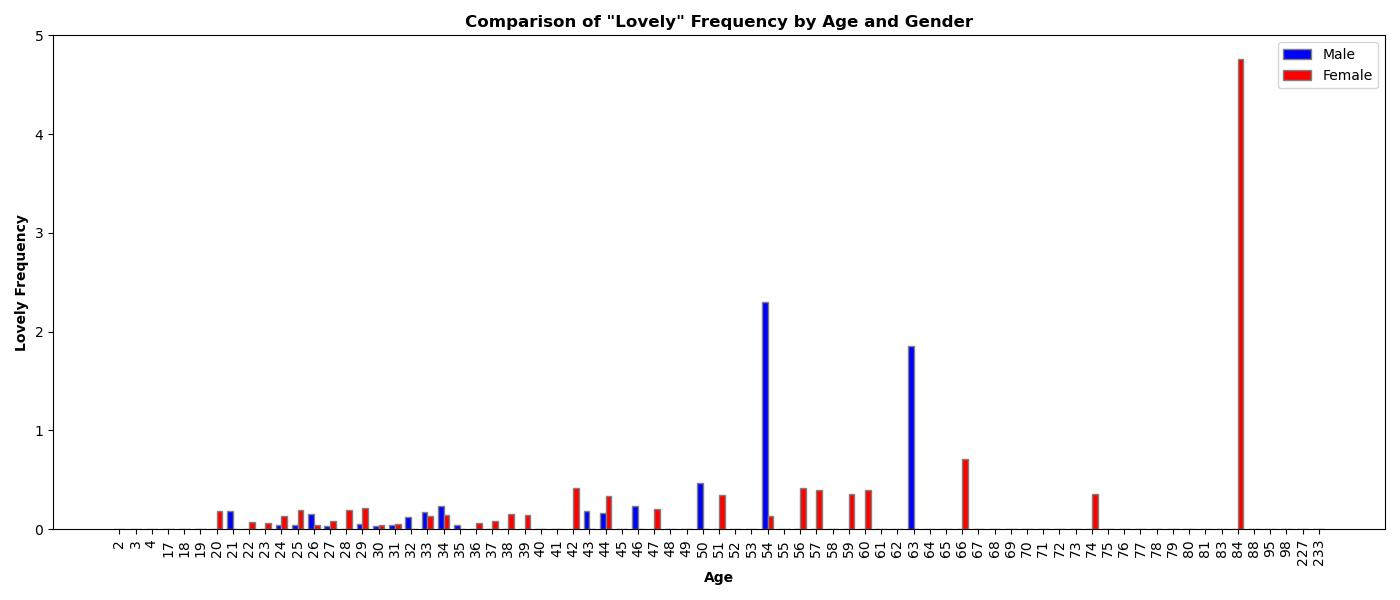 Comparison of "Lovely" Frequency by Age and Gender
Male
Female
Lovely Frequency
5
4
3
2
1
0
2 3 4 17 18 19 20 21 22 23 24 25 26 27 28 29 30 31 32 33 34 35 36 37 38 39 40 41 42 43 44 45 46 47 48 49 50 51 52 53 54 55 56 57 58 59 60 61 62 63 64 65 66 67 68 69 70 71 72 73 74 75 76 77 78 79 80 81 83 84 88 95 98 227 233
Age